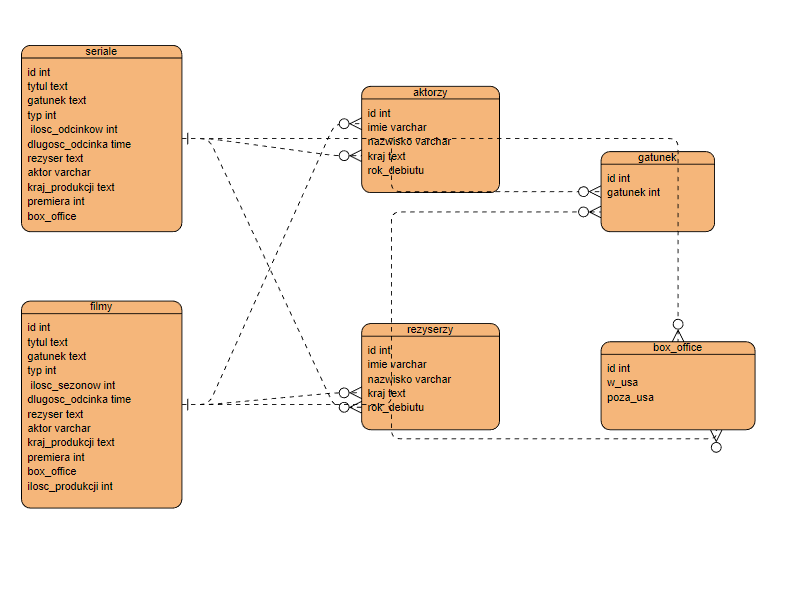 seriale
id int
tytul text
gatunek text
typ int
ilosc_odcinkow int
dlugosc_odcinka time
rezyser text
aktor varchar
kraj_produkcji text
premiera int
box_office
aktorzy
id int
imie varchar
nazwisko varchar
kraj text
rok_debiutu
gatunek
id int
gatunek int
filmy
id int
tytul text
gatunek text
typ int
ilosc_sezonow int
dlugosc_odcinka time
rezyser text
aktor varchar
kraj_produkcji text
premiera int
box_office
ilosc_produkcji int
rezyserzy
id int
imie varchar
nazwisko varchar
kraj text
rok_debiutu
box_office
id int
w_usa
poza_usa